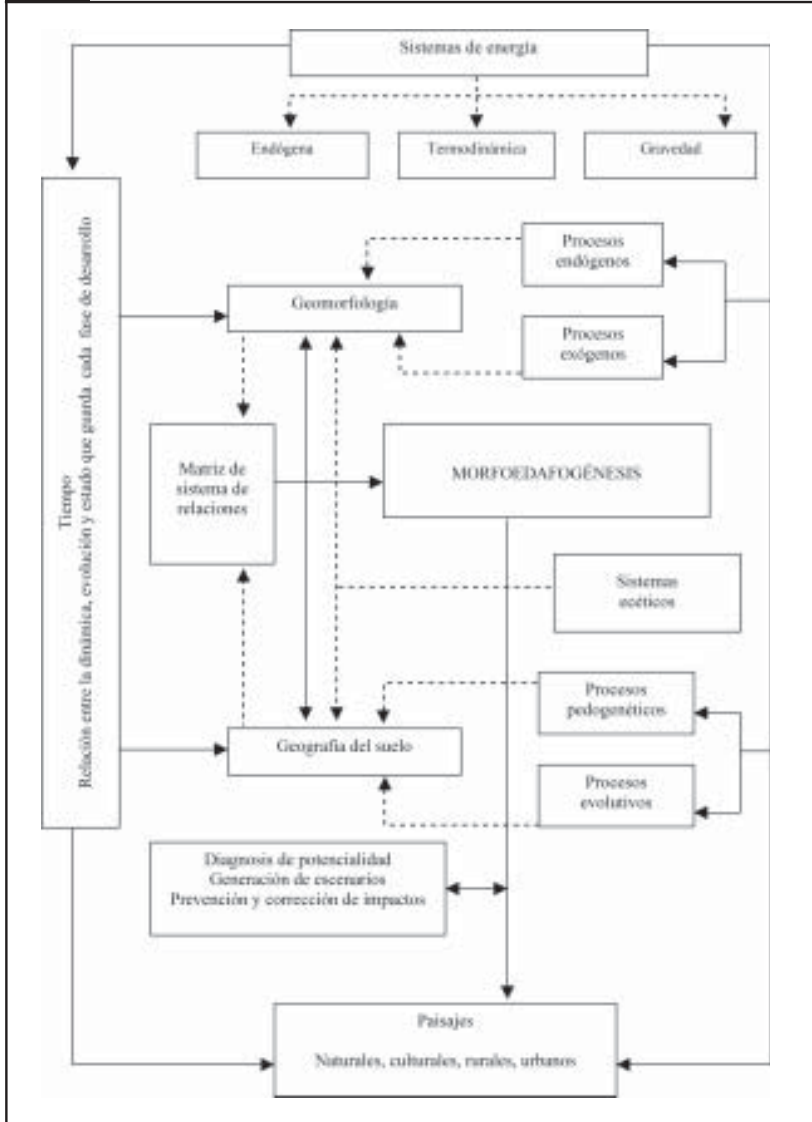 Sistemas de energía
Endógena
Termodinámica
Gravedad
Tiempo
Relación entre la dinámica, evolución y estado que guarda cada fase de desarrollo
Procesos
endógenos
Geomorfología
Procesos
exógenos
Matriz de
sistema de
relaciones
MORFOEDAFOGÉNESIS
Sistemas
ecéticos
Procesos
pedogenéticos
Geografía del suelo
Procesos
evolutivos
Diagnosis de potencialidad
Generación de escenarios
Prevención y corrección de impactos
Paisajes
Naturales, culturales, rurales, urbanos